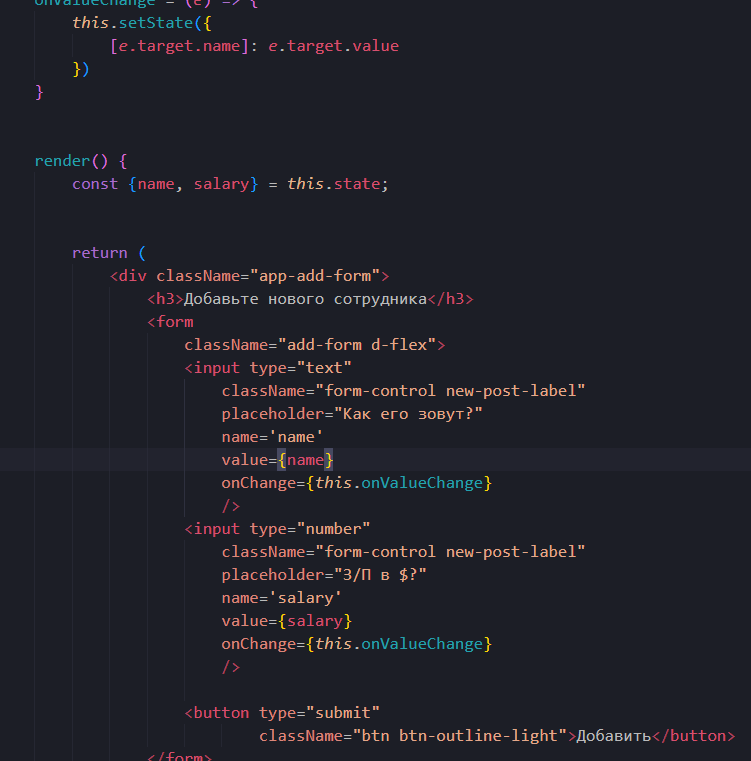 onValueChange = (e) => {
this.setState({
[e.target.name]: e.target.value
})
}
render() {
const {name, salary} = this.state;
return (
<div className="app-add-form">
<h3>Добавьте нового сотрудника</h3>
<form
className="add-form d-flex">
<input type="text"
className="form-control new-post-label"
placeholder="Как его зовут?"
name='name'
value={name}
onChange={this.onValueChange}
/>
<input type="number"
className="form-control new-post-label"
placeholder="З/П в $?"
name='salary'
value={salary}
onChange={this.onValueChange}
/>
<button type="submit"
className="btn btn-outline-light">Добавить</button>
</form>